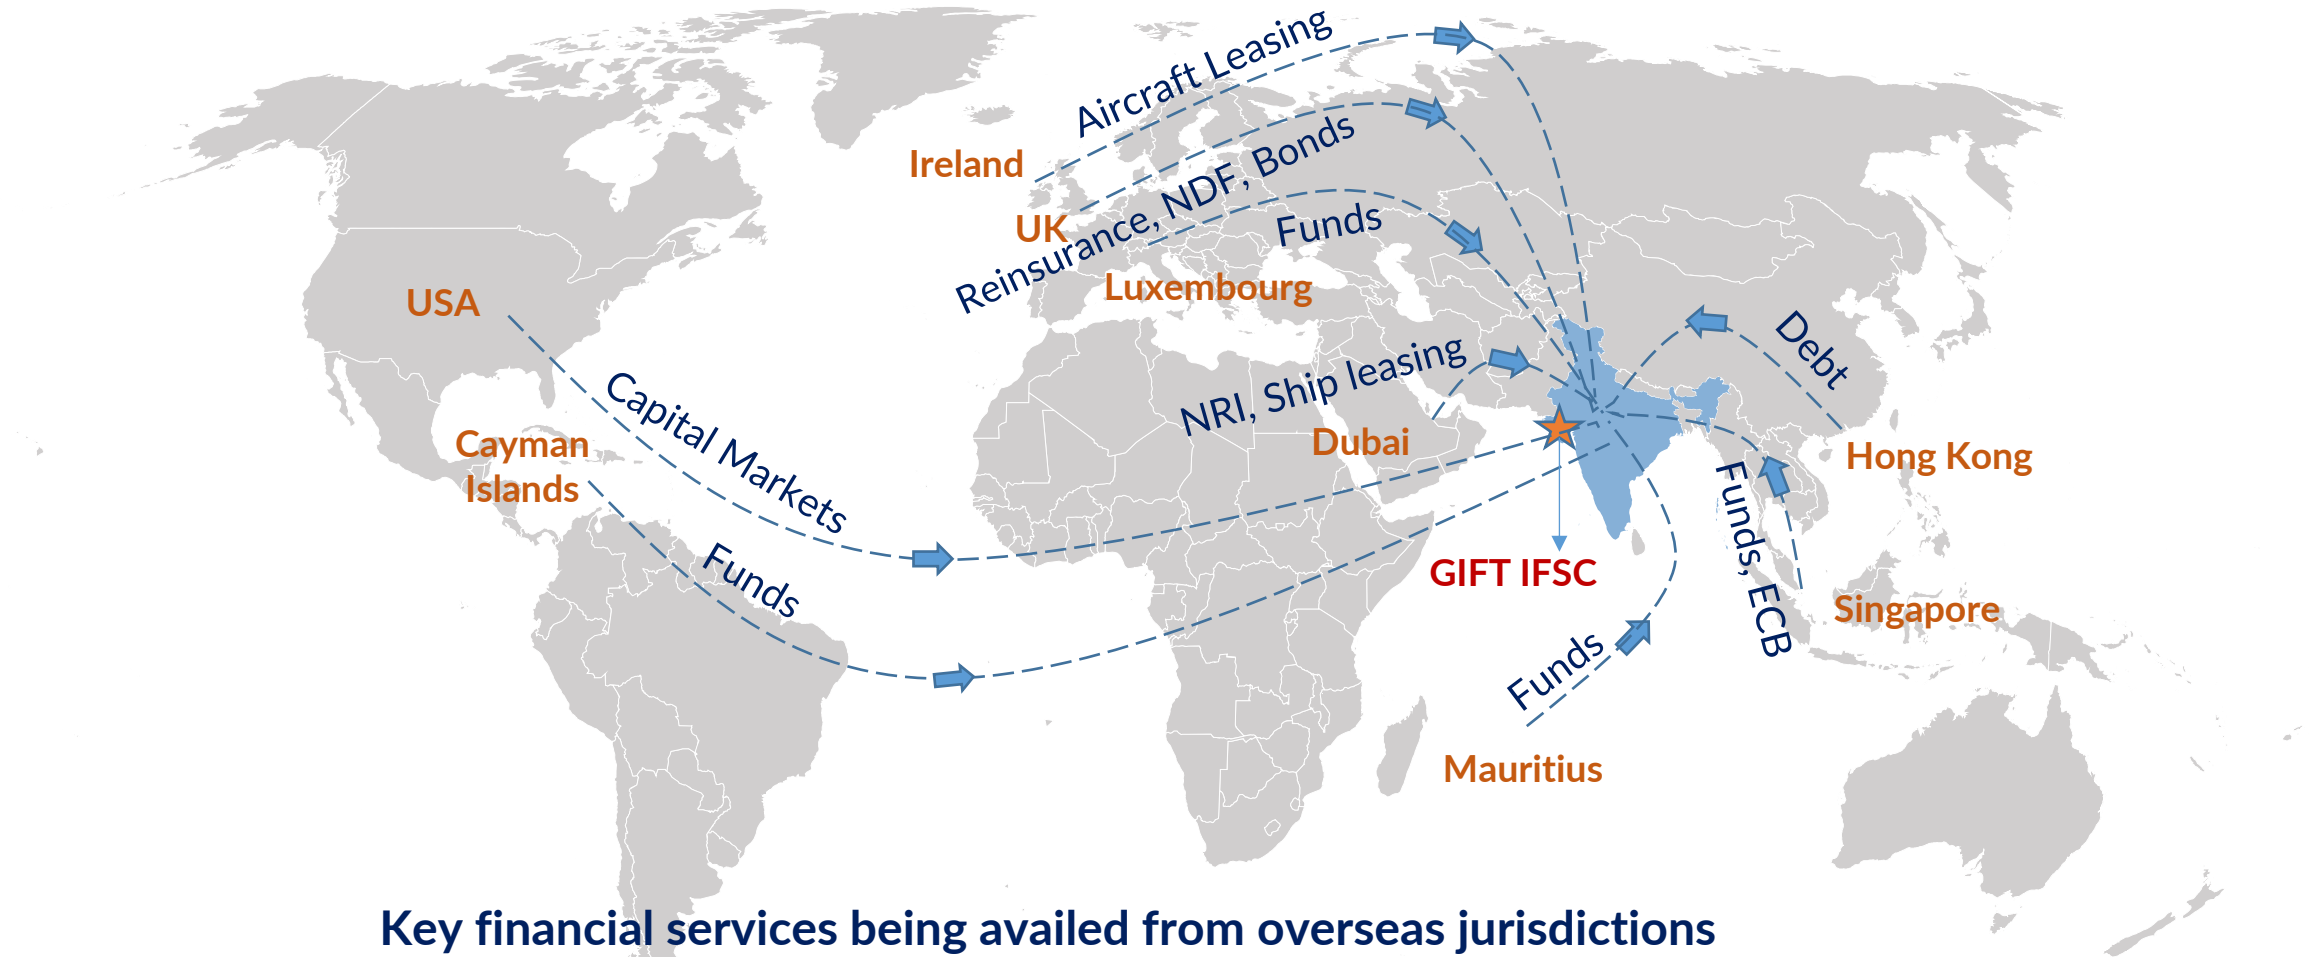 Aircraft Leasing
Ireland
Reinsurance, NDF, Bonds
UK
Funds
Luxembourg
USA
Capital Markets
NRI, Ship leasing
Dubai
Debt
Hong Kong
Cayman
Islands
Funds
GIFT IFSC
Funds, ECB
Singapore
Funds
Mauritius
Key financial services being availed from overseas jurisdictions